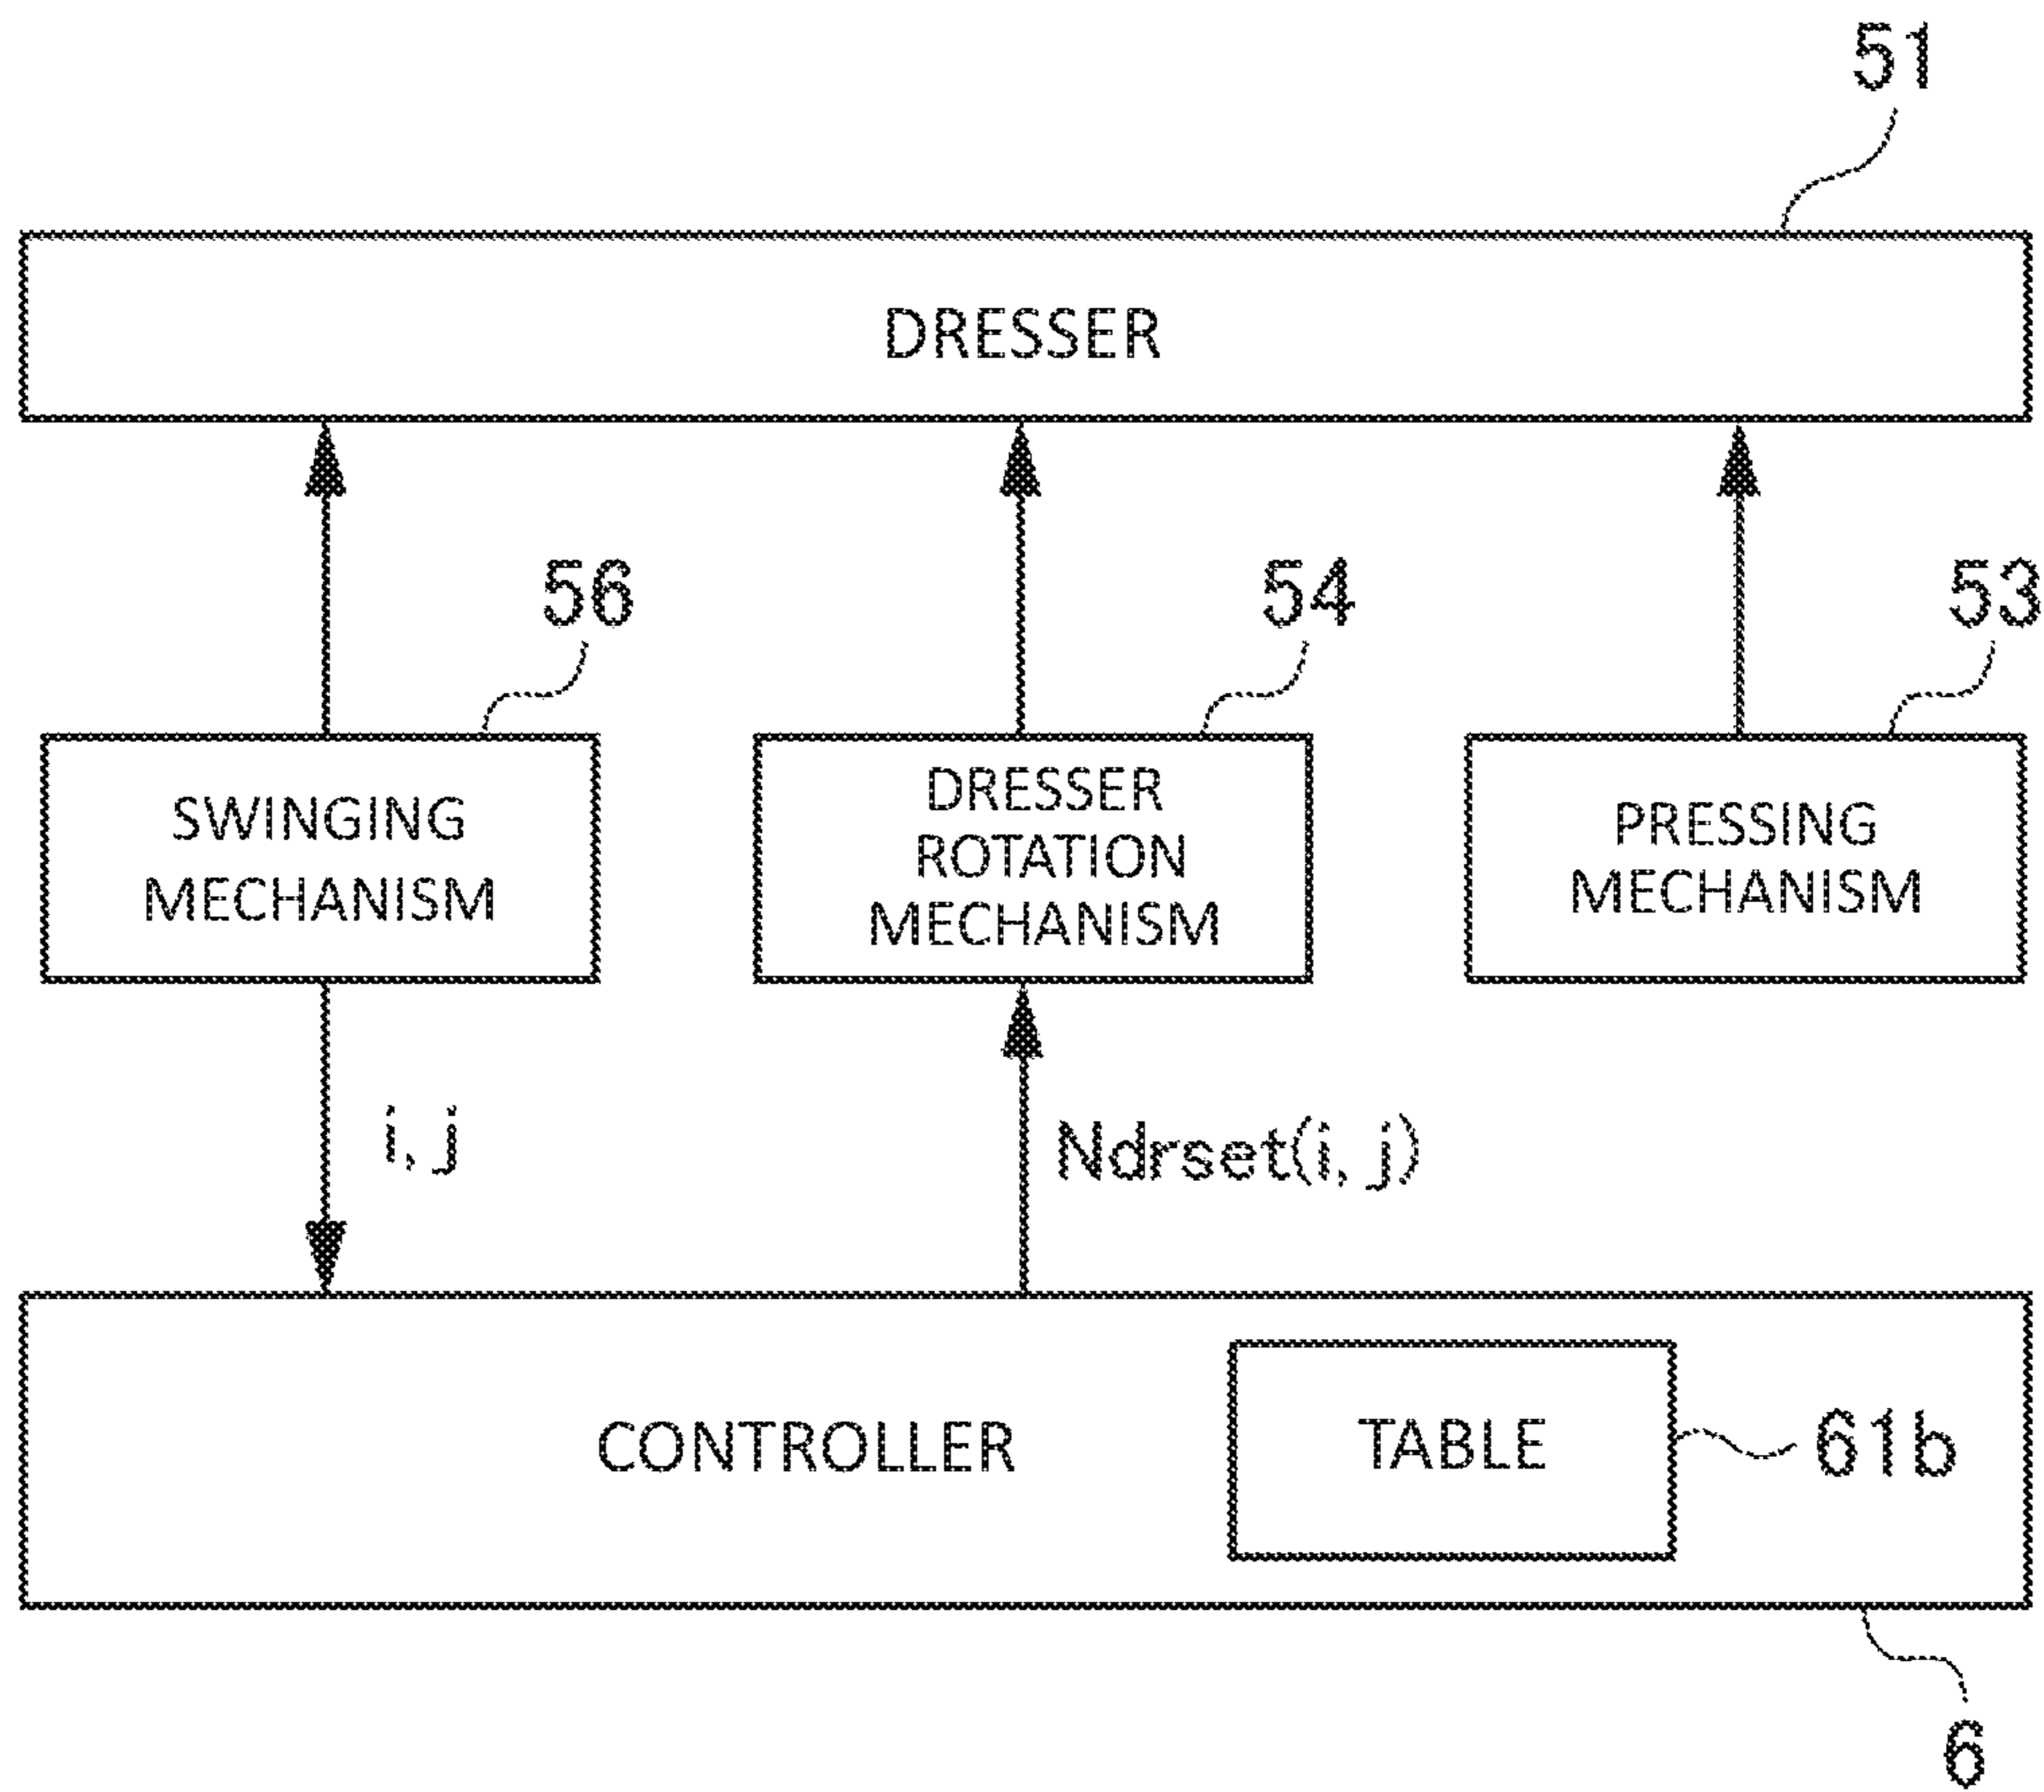 51
DRESSER
56
54
53
SWINGING
MECHANISM
DRESSER
ROTATION
MECHANISM
PRESSING
MECHANISM
i, j
Ndrset(i, j)
CONTROLLER
TABLE
61b
6